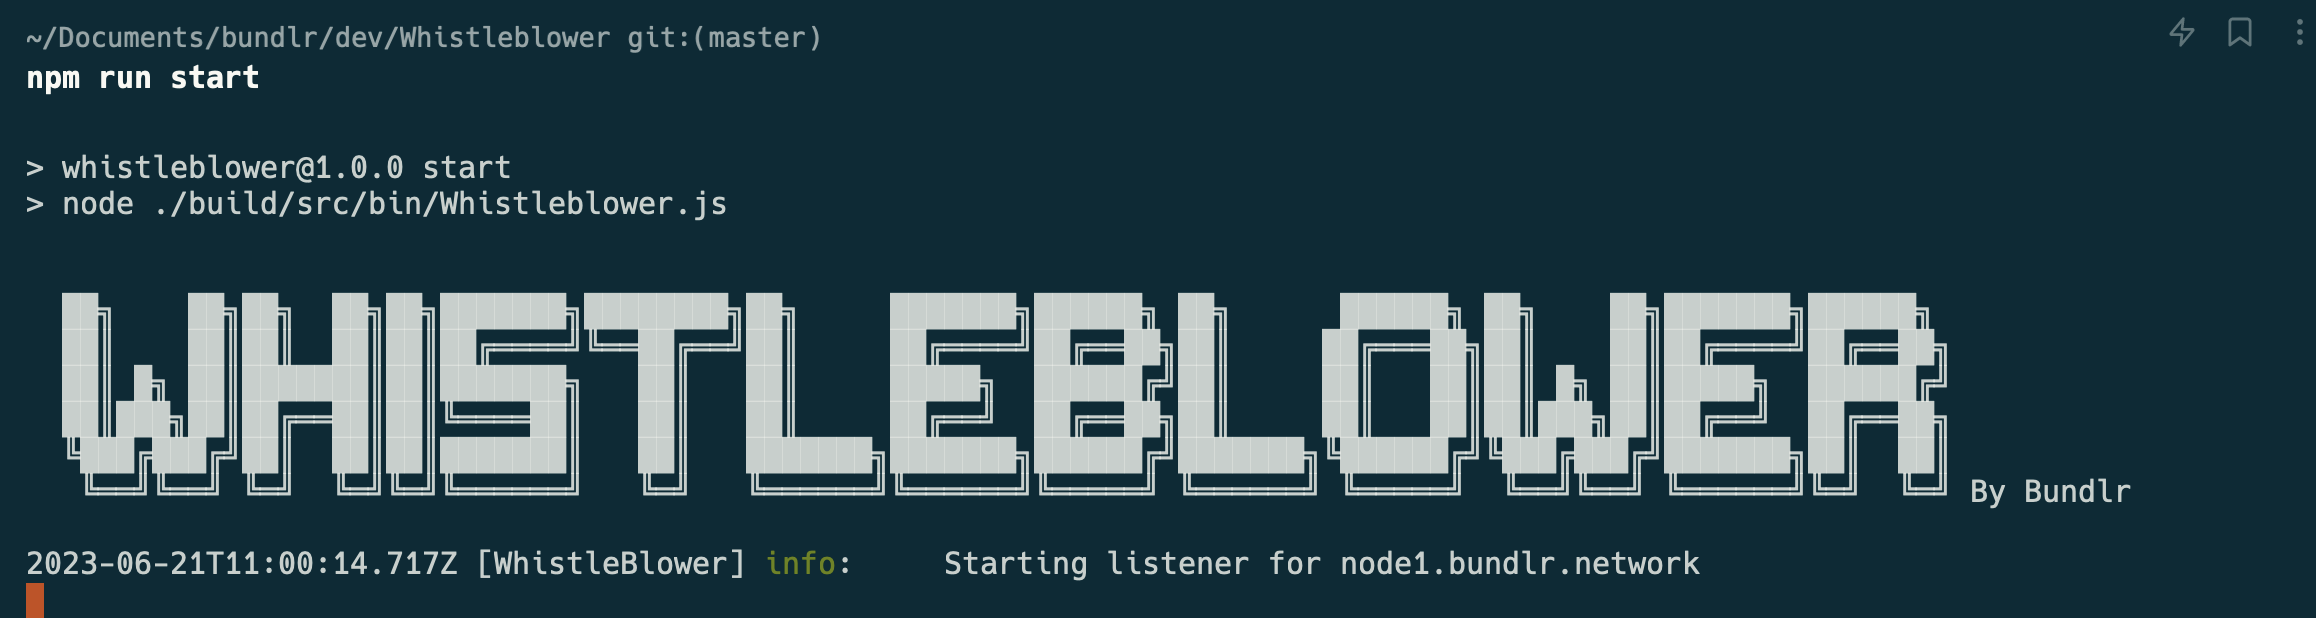 ~/Documents/bundlr/dev/Whistleblower git:(master)
npm run start
> whistleblower@1.0.0 start
> node ./build/src/bin/Whistleblower.js
WHISTLEBLOWER By Bundlr
2023-06-21T11:00:14.717Z [WhistleBlower] info:     Starting listener for node1.bundlr.network